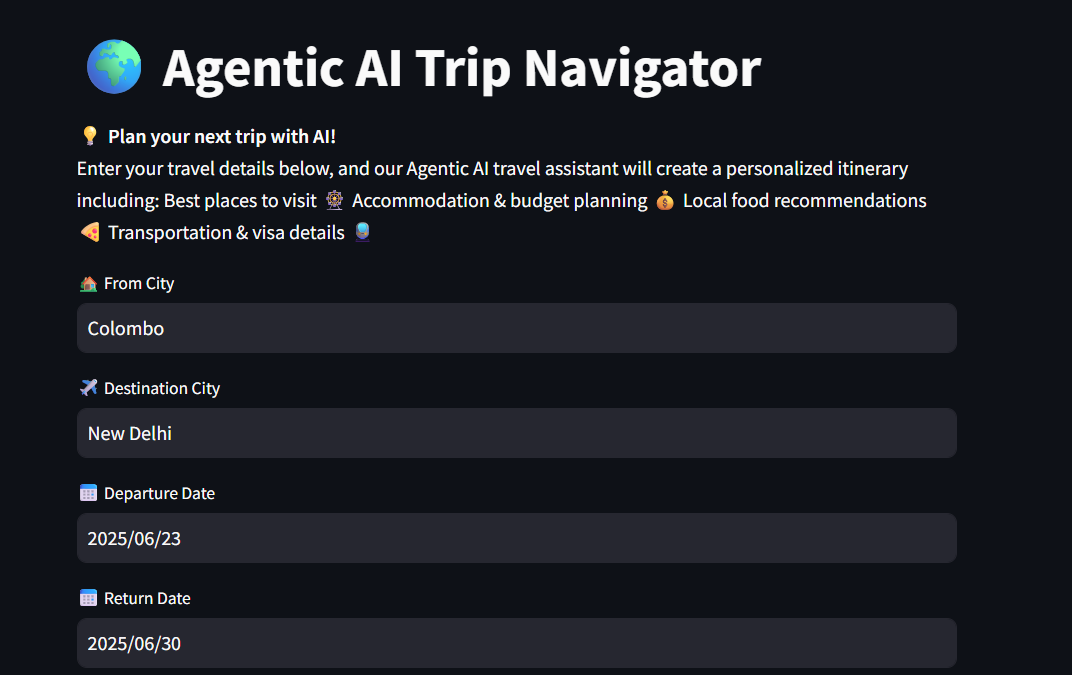 🌍 Agentic AI Trip Navigator
💡 Plan your next trip with AI!
Enter your travel details below, and our Agentic AI travel assistant will create a personalized itinerary
including: Best places to visit 🎡 Accommodation & budget planning 💰 Local food recommendations
🍕 Transportation & visa details 🚇
🏡 From City
Colombo
✈️ Destination City
New Delhi
📅 Departure Date
2025/06/23
📅 Return Date
2025/06/30